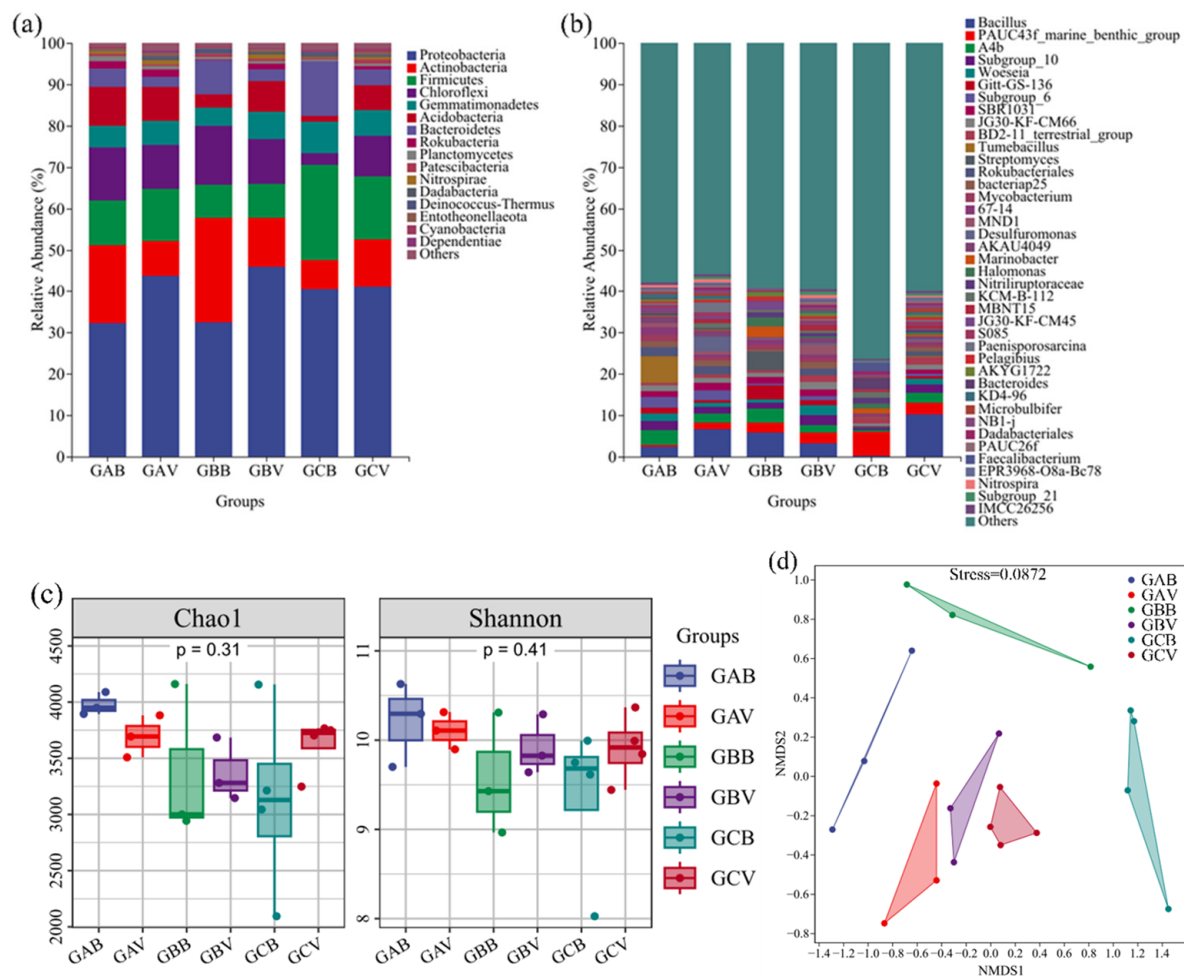 (a)
100
90
80
70
60
50
40
30
20
10
0
Relative Abundance (%)
GAB GAV GBB GBV GCB GCV
Groups
Proteobacteria
Actinobacteria
Firmicutes
Chloroflexi
Gemmatimonadetes
Acidobacteria
Bacteroidetes
Rokubacteria
Planctomycetes
Patescibacteria
Nitrospirae
Dadabacteria
Deinococcus-Thermus
Entotheonellaeota
Cyanobacteria
Dependentiae
Others
(b)
100
90
80
70
60
50
40
30
20
10
0
Relative Abundance (%)
GAB GAV GBB GBV GCB GCV
Groups
Bacillus
PAUC43f_marine_benthic_group
A4b
Subgroup_10
Woeseia
Gitt-GS-136
Subgroup_6
SBR1031
JG30-KF-CM66
BD2-11_terrestrial_group
Tumebacillus
Streptomyces
Rokubacteriales
bacteriap25
Mycobacterium
67-14
MND1
Desulfuromonas
AKAU4049
Marinobacter
Halomonas
Nitriliruptoraceae
KCM-B-112
MBNT15
JG30-KF-CM45
S085
Paenisporosarcina
Pelagibius
AKYG1722
Bacteroides
KD4-96
Microbulbifer
NB1-j
Dadabacteriales
PAUC26f
Faecalibacterium
EPR3968-O8a-Bc78
Nitrospira
Subgroup_21
IMCC26256
Others
(c)
Chao1
p = 0.31
4500
4000
3500
3000
2500
2000
GAB GAV GBB GBV GCB GCV
Shannon
p = 0.41
11
10
9
8
GAB GAV GBB GBV GCB GCV
Groups
GAB
GAV
GBB
GBV
GCB
GCV
(d)
Stress=0.0872
1.0
0.8
0.6
0.4
0.2
0.0
-0.2
-0.4
-0.6
-0.8
NMDS2
-1.4 -1.2 -1.0 -0.8 -0.6 -0.4 -0.2 0.0 0.2 0.4 0.6 0.8 1.0 1.2 1.4
NMDS1
GAB
GAV
GBB
GBV
GCB
GCV